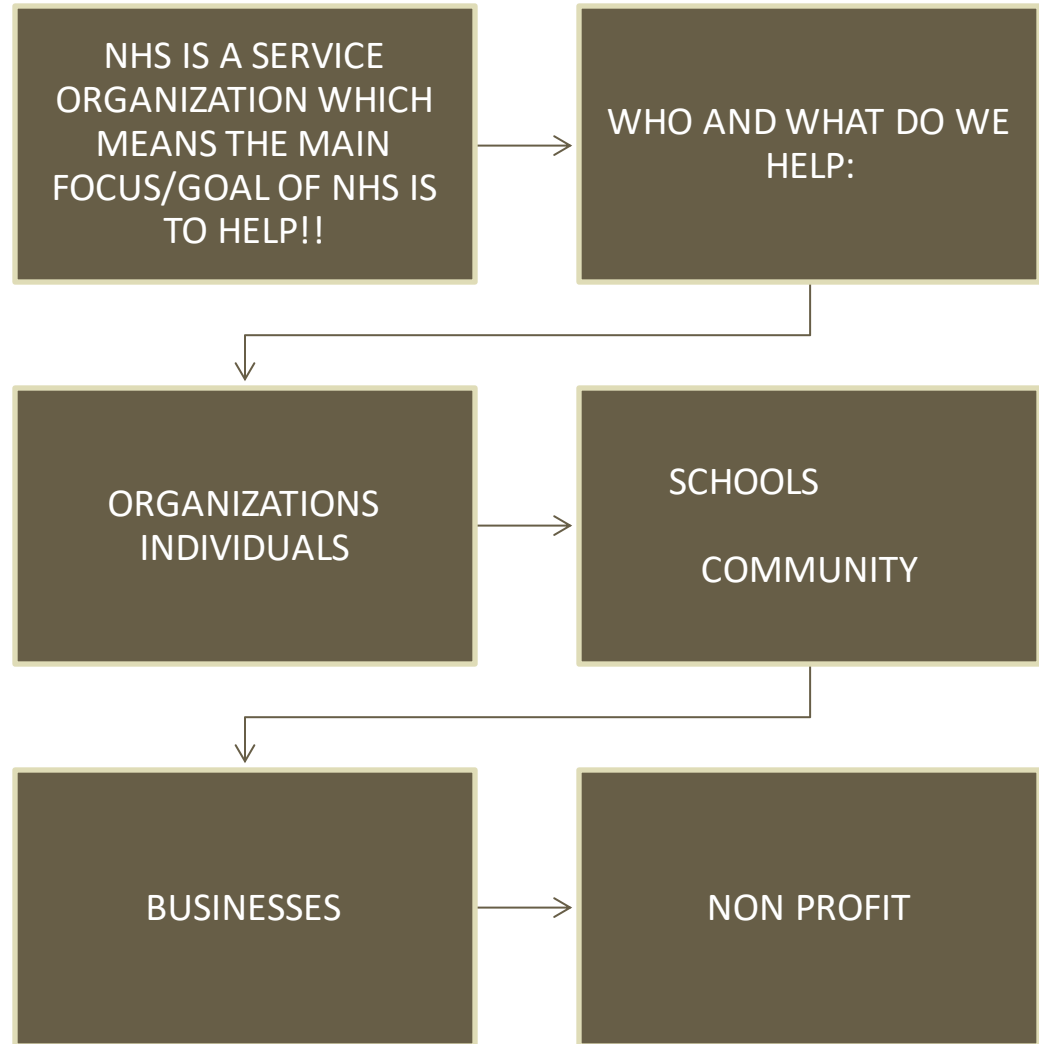 NHS IS A SERVICE
ORGANIZATION WHICH
MEANS THE MAIN
FOCUS/GOAL OF NHS IS
TO HELP!!
WHO AND WHAT DO WE
HELP:
ORGANIZATIONS
INDIVIDUALS
SCHOOLS
COMMUNITY
BUSINESSES
NON PROFIT